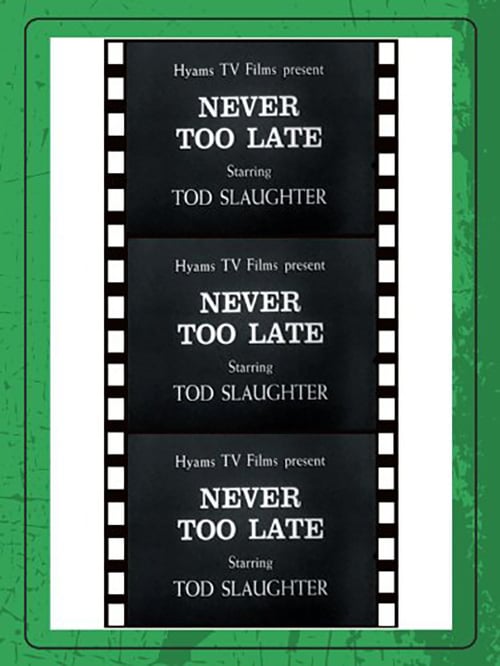 Hyams TV Films present
NEVER
TOO LATE
Starring
TOD SLAUGHTER
Hyams TV Films present
NEVER
TOO LATE
Starring
TOD SLAUGHTER
Hyams TV Films present
NEVER
TOO LATE
Starring
TOD SLAUGHTER